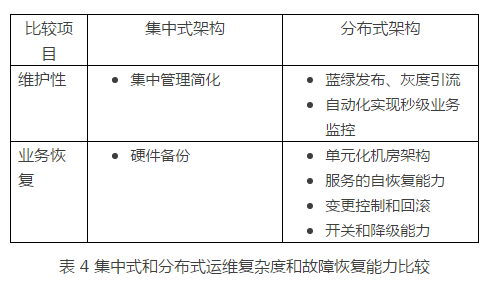 比较项目
集中式架构
分布式架构
维护性
• 集中管理简化
• 蓝绿发布、灰度引流
• 自动化实现秒级业务
监控
业务恢复
• 硬件备份
• 单元化机房架构
• 服务的自恢复能力
• 变更控制和回滚
• 开关和降级能力
表 4 集中式和分布式运维复杂度和故障恢复能力比较